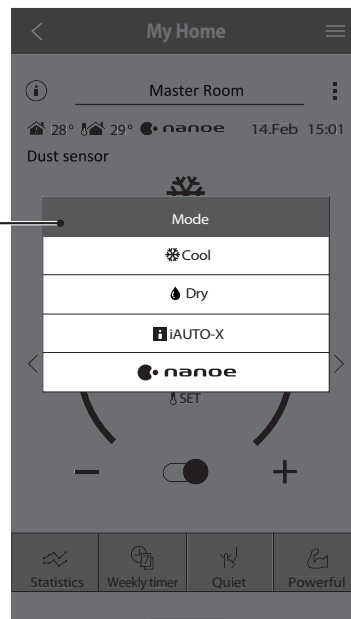 My Home
Master Room
28° 29° nanoe 14.Feb 15:01
Dust sensor
Mode
Cool
Dry
iAUTO-X
nanoe
SET
Statistics Weekly timer Quiet Powerful